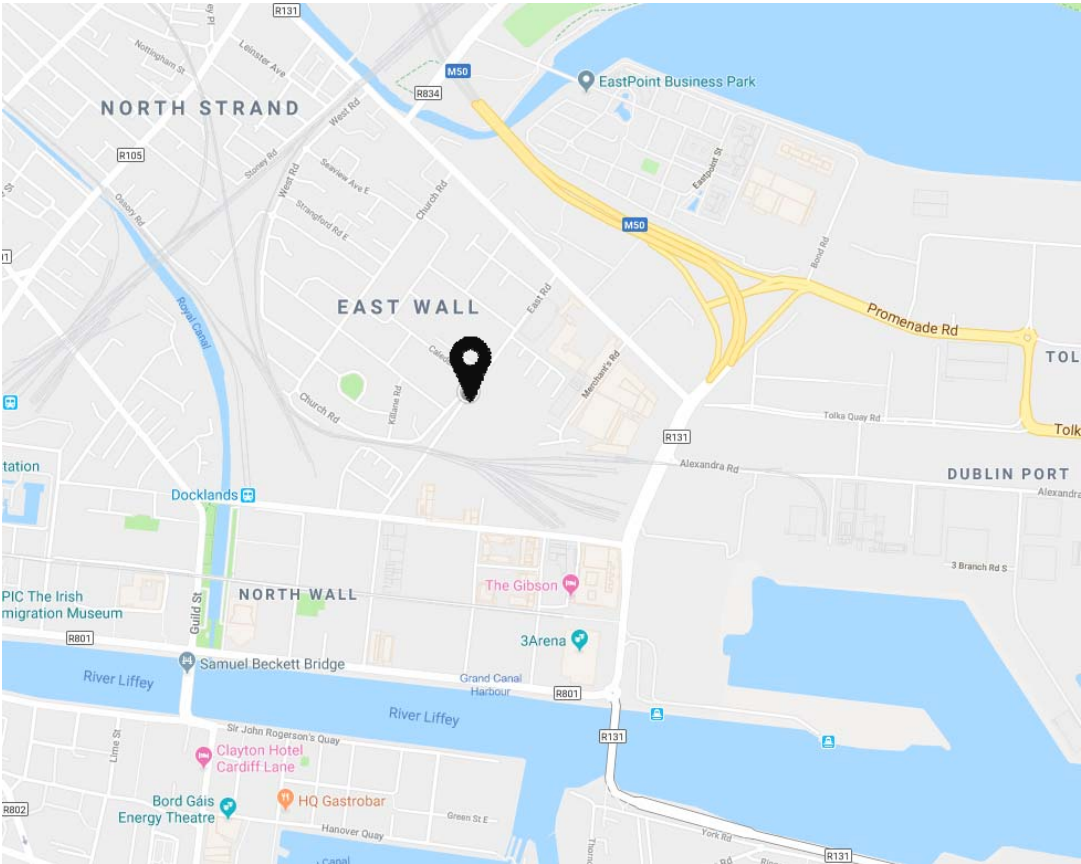 R131
Nottingham St
Leinster Ave
M50
EastPoint Business Park
R834
NORTH STRAND
West Rd
R105
Stoney Rd
West Rd
Seaview Ave E
Church Rd
Eastpoint St
Ossory Rd
Strangford Rd E
M50
Bond Rd
Royal Canal
EAST WALL
East Rd
Promenade Rd
Merchant's Rd
TOL
Church Rd
Killane Rd
Tolka Quay Rd
Tolk
R131
tation
Alexandra Rd
DUBLIN PORT
Docklands
Alexandra
The Gibson
3 Branch Rd S
PIC The Irish
migration Museum
NORTH WALL
Guild St
R801
3Arena
Samuel Beckett Bridge
River Liffey
Grand Canal
Harbour
R801
River Liffey
Sir John Rogerson's Quay
R131
Lime St
Clayton Hotel
Cardiff Lane
Bord Gáis
Energy Theatre
HQ Gastrobar
R802
Green St E
Hanover Quay
York Rd
R131